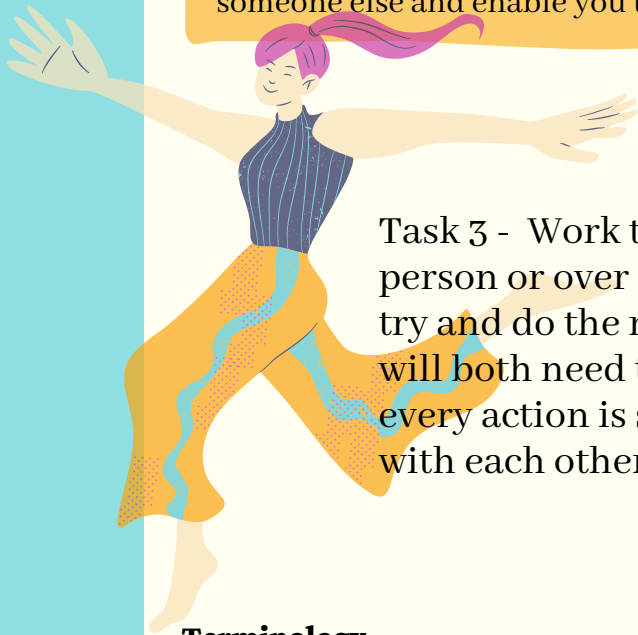 someone else and enable you t
Task 3 - Work t
person or over
try and do the r
will both need t
every action is s
with each other
Terminology